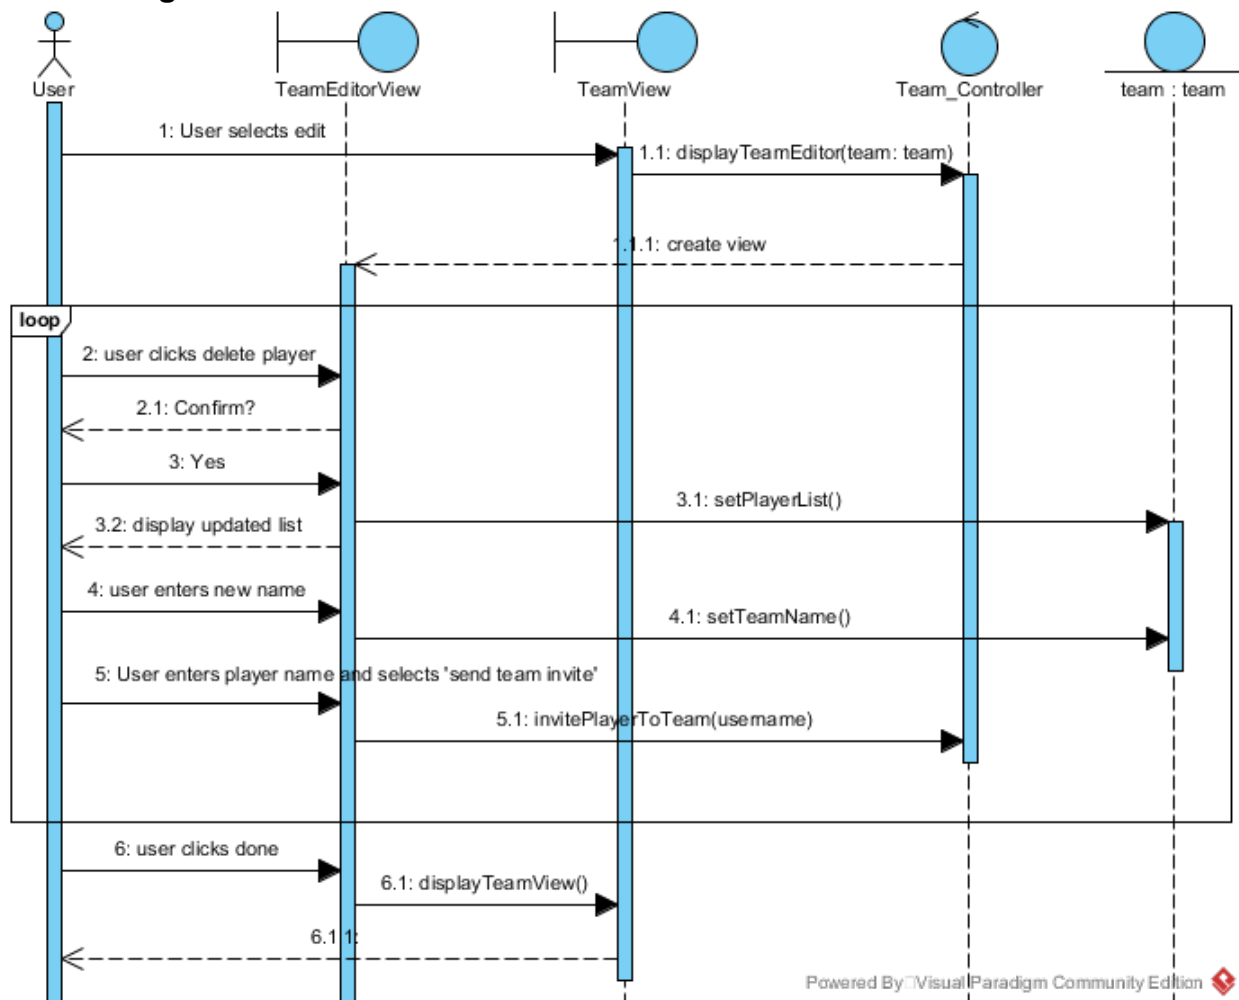 g
User
TeamEditorView
TeamView
Team_Controller
team : team
1: User selects edit
1.1: displayTeamEditor(team: team)
1.1.1: create view
loop
2: user clicks delete player
2.1: Confirm?
3: Yes
3.1: setPlayerList()
3.2: display updated list
4: user enters new name
4.1: setTeamName()
5: User enters player name and selects 'send team invite'
5.1: invitePlayerToTeam(username)
6: user clicks done
6.1: displayTeamView()
6.1.1:
Powered By Visual Paradigm Community Edition